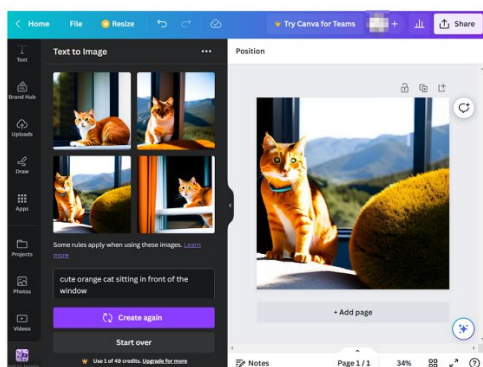 Home File Resize Try Canva for Teams + Share
Text
Brand Hub
Uploads
Draw
Apps
Projects
Photos
Videos
Text to Image
Some rules apply when using these images. Learn
more
cute orange cat sitting in front of the
window
Create again
Start over
Use 1 of 49 credits. Upgrade for more
Position
+ Add page
Notes Page 1 / 1 34%